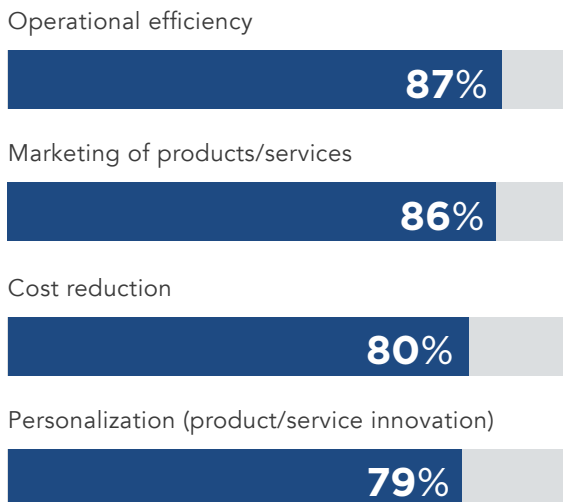 Operational efficiency
87%
Marketing of products/services
86%
Cost reduction
80%
Personalization (product/service innovation)
79%